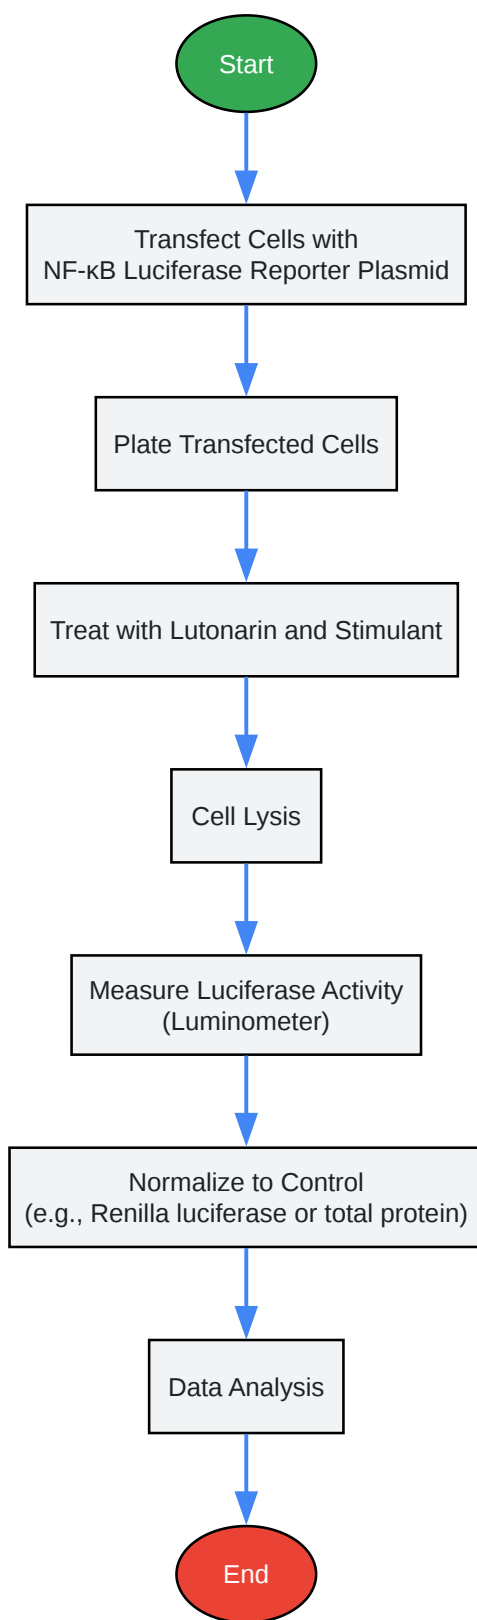 Start
Transfect Cells with
NF-κB Luciferase Reporter Plasmid
Plate Transfected Cells
Treat with Lutonarin and Stimulant
Cell Lysis
Measure Luciferase Activity
(Luminometer)
Normalize to Control
(e.g., Renilla luciferase or total protein)
Data Analysis
End